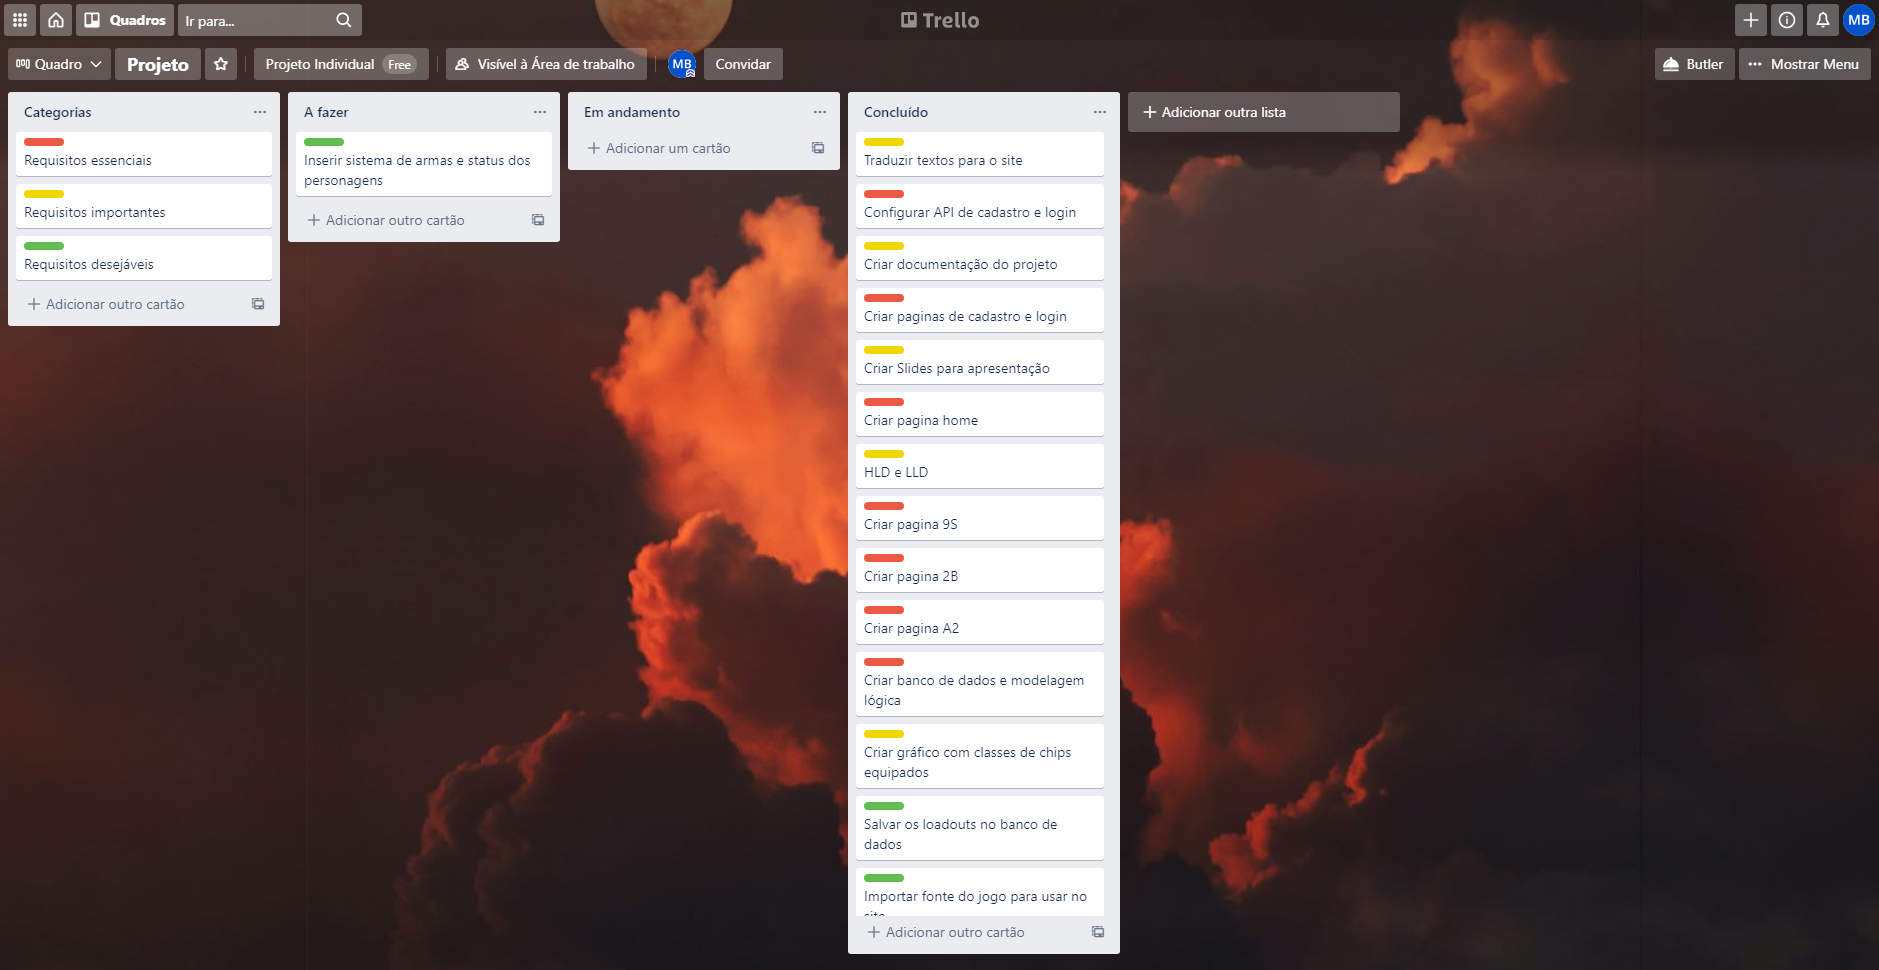 Quadros
Ir para...
Trello
MB
Quadro
Projeto
Projeto Individual Free
Visível à Área de trabalho
MB
Convidar
Butler
Mostrar Menu
Categorias
Requisitos essenciais
Requisitos importantes
Requisitos desejáveis
Adicionar outro cartão
A fazer
Inserir sistema de armas e status dos
personagens
Adicionar outro cartão
Em andamento
Adicionar um cartão
Concluído
Traduzir textos para o site
Configurar API de cadastro e login
Criar documentação do projeto
Criar paginas de cadastro e login
Criar Slides para apresentação
Criar pagina home
HLD e LLD
Criar pagina 9S
Criar pagina 2B
Criar pagina A2
Criar banco de dados e modelagem
lógica
Criar gráfico com classes de chips
equipados
Salvar os loadouts no banco de
dados
Importar fonte do jogo para usar no
site
Adicionar outro cartão
Adicionar outra lista